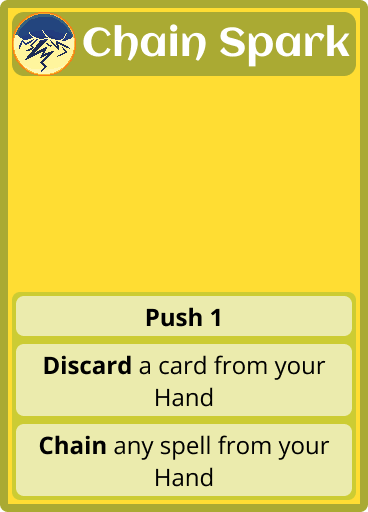 Chain Spark
Push 1
Discard a card from your
Hand
Chain any spell from your
Hand